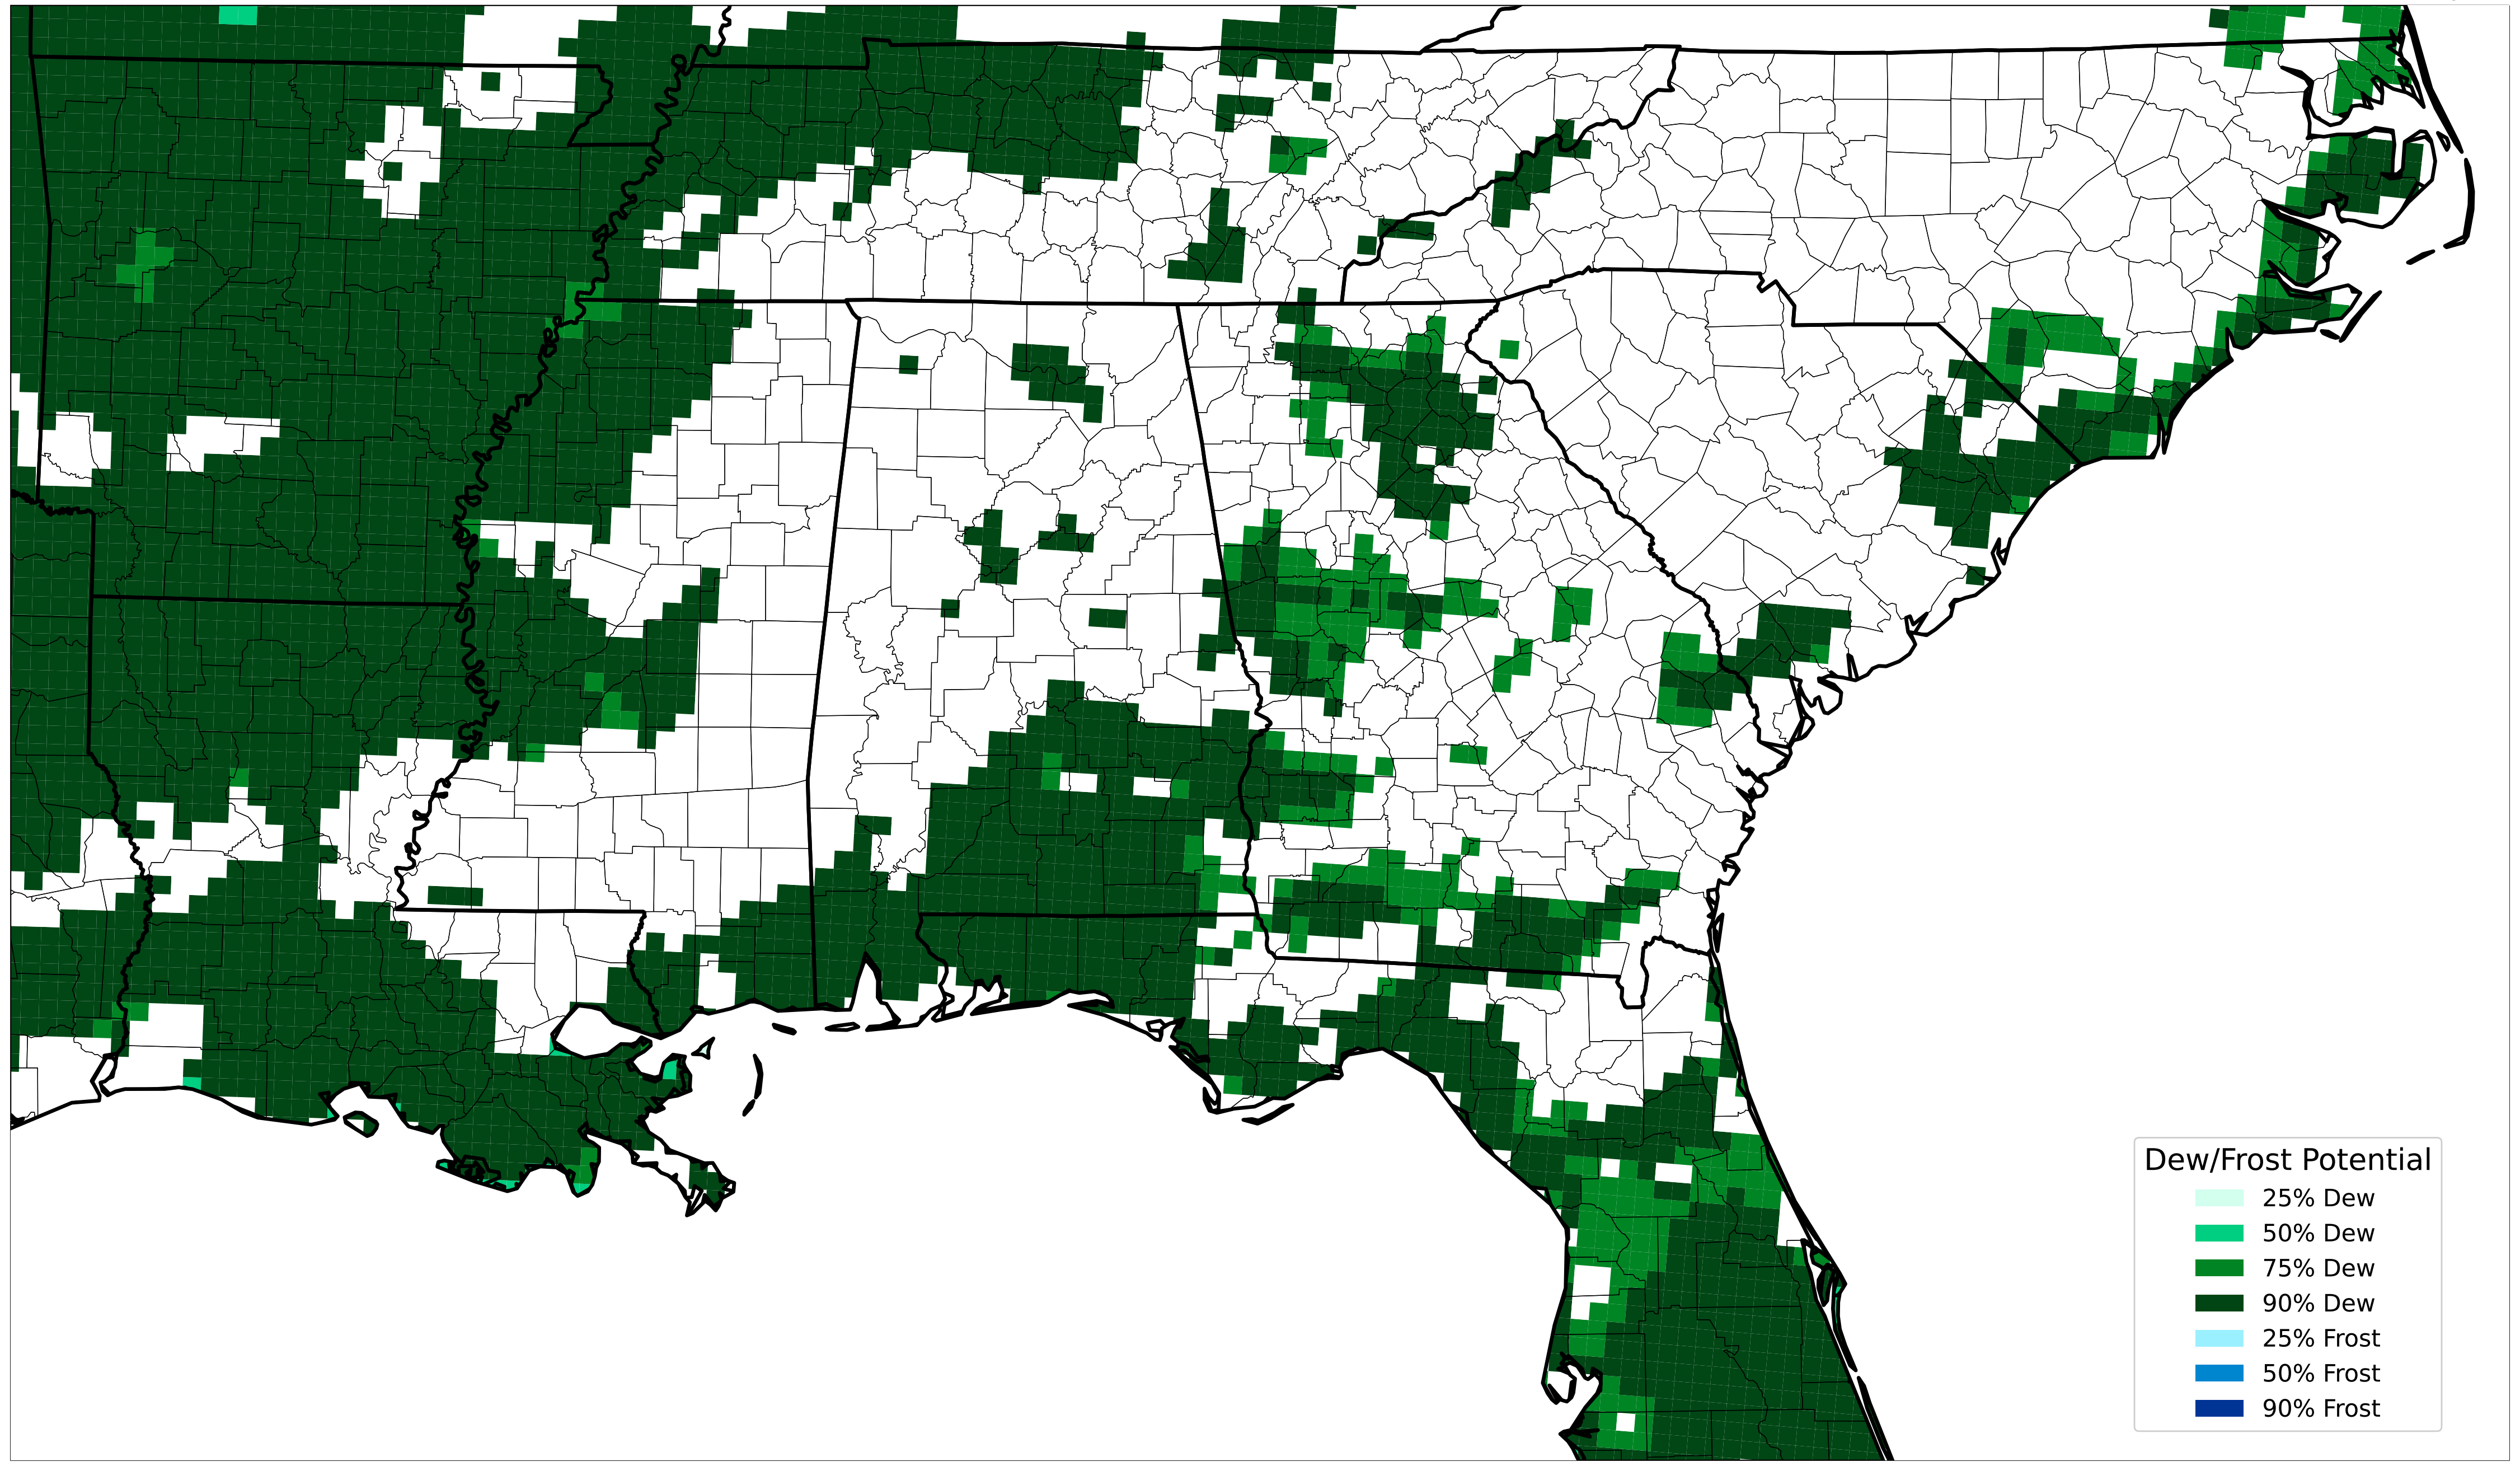 Dew/Frost Potential
25% Dew
50% Dew
75% Dew
90% Dew
25% Frost
50% Frost
90% Frost